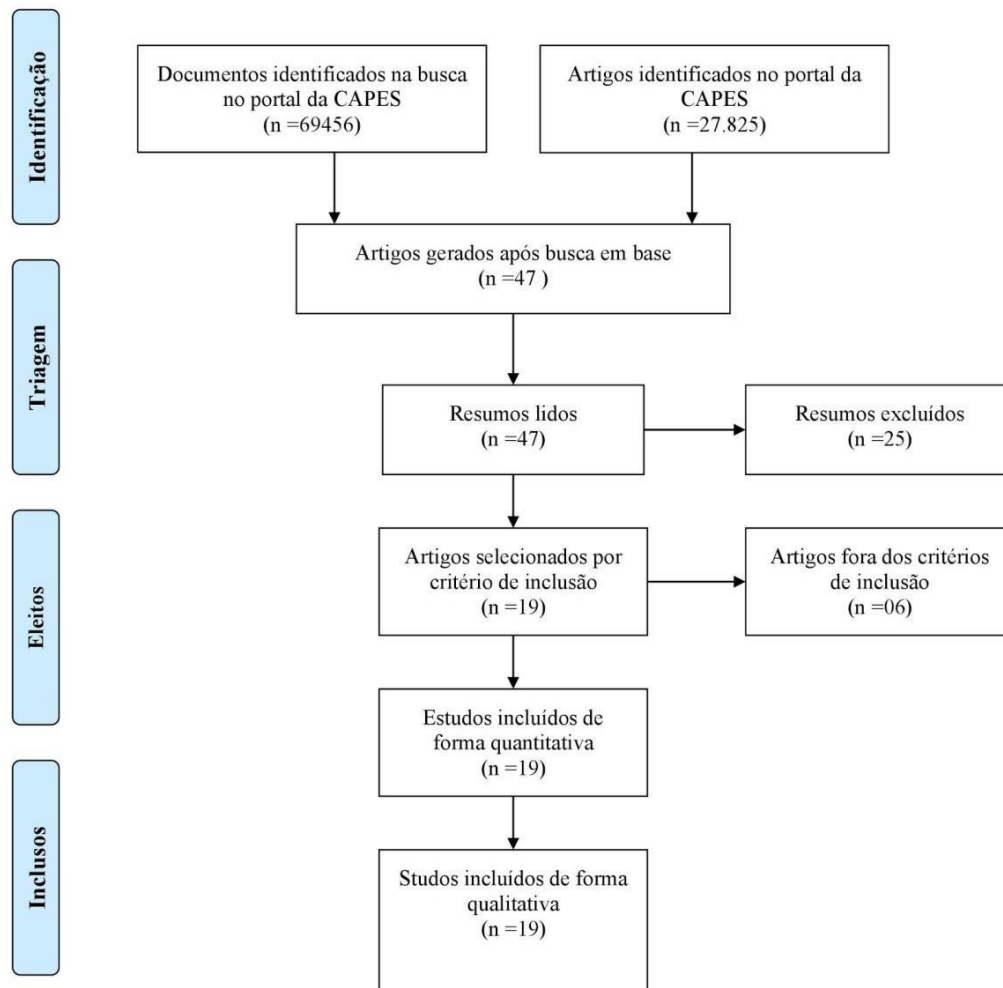 Identificação
Documentos identificados na busca
no portal da CAPES
(n =69456)
Artigos identificados no portal da
CAPES
(n =27.825)
Artigos gerados após busca em base
(n =47 )
Triagem
Resumos lidos
(n =47)
Resumos excluídos
(n =25)
Eleitos
Artigos selecionados por
critério de inclusão
(n =19)
Artigos fora dos critérios
de inclusão
(n =06)
Estudos incluídos de
forma quantitativa
(n =19)
Inclusos
Studos incluídos de forma
qualitativa
(n =19)